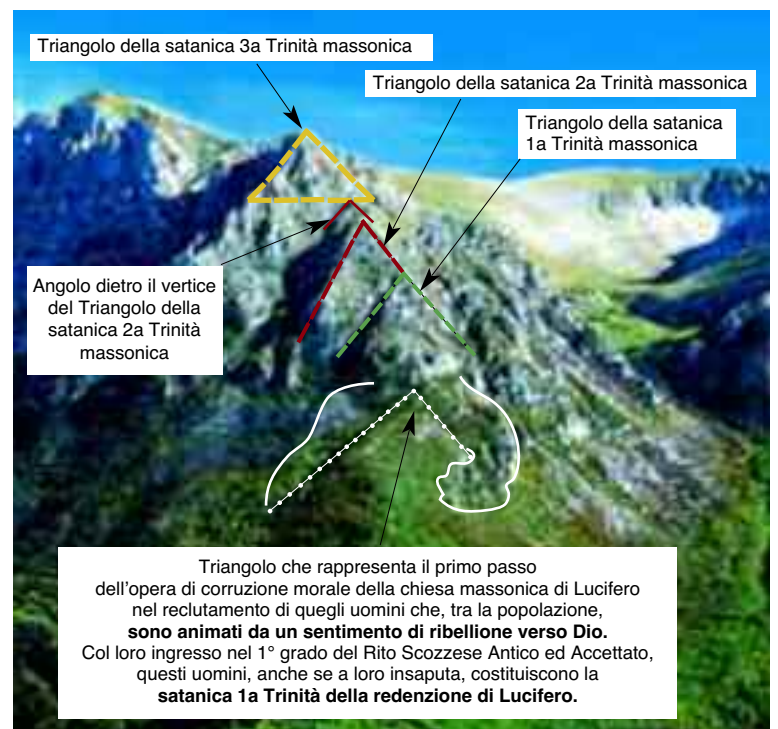 Triangolo della satanica 3a Trinità massonica
Triangolo della satanica 2a Trinità massonica
Triangolo della satanica
1a Trinità massonica
Angolo dietro il vertice
del Triangolo della
satanica 2a Trinità
massonica
Triangolo che rappresenta il primo passo
dell'opera di corruzione morale della chiesa massonica di Lucifero
nel reclutamento di quegli uomini che, tra la popolazione,
sono animati da un sentimento di ribellione verso Dio.
Col loro ingresso nel 1° grado del Rito Scozzese Antico ed Accettato,
questi uomini, anche se a loro insaputa, costituiscono la
satanica 1a Trinità della redenzione di Lucifero.